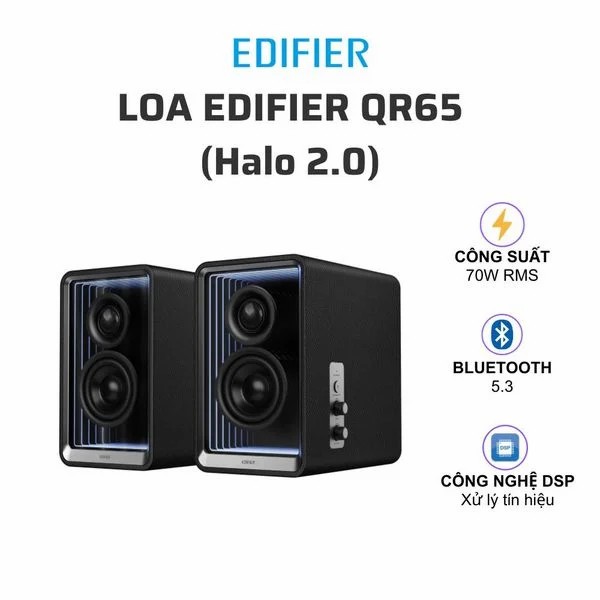 EDIFIER
LOA EDIFIER QR65
(Halo 2.0)
CÔNG SUẤT
70W RMS
BLUETOOTH
5.3
DSP
CÔNG NGHỆ DSP
Xử lý tín hiệu
EDIFIER